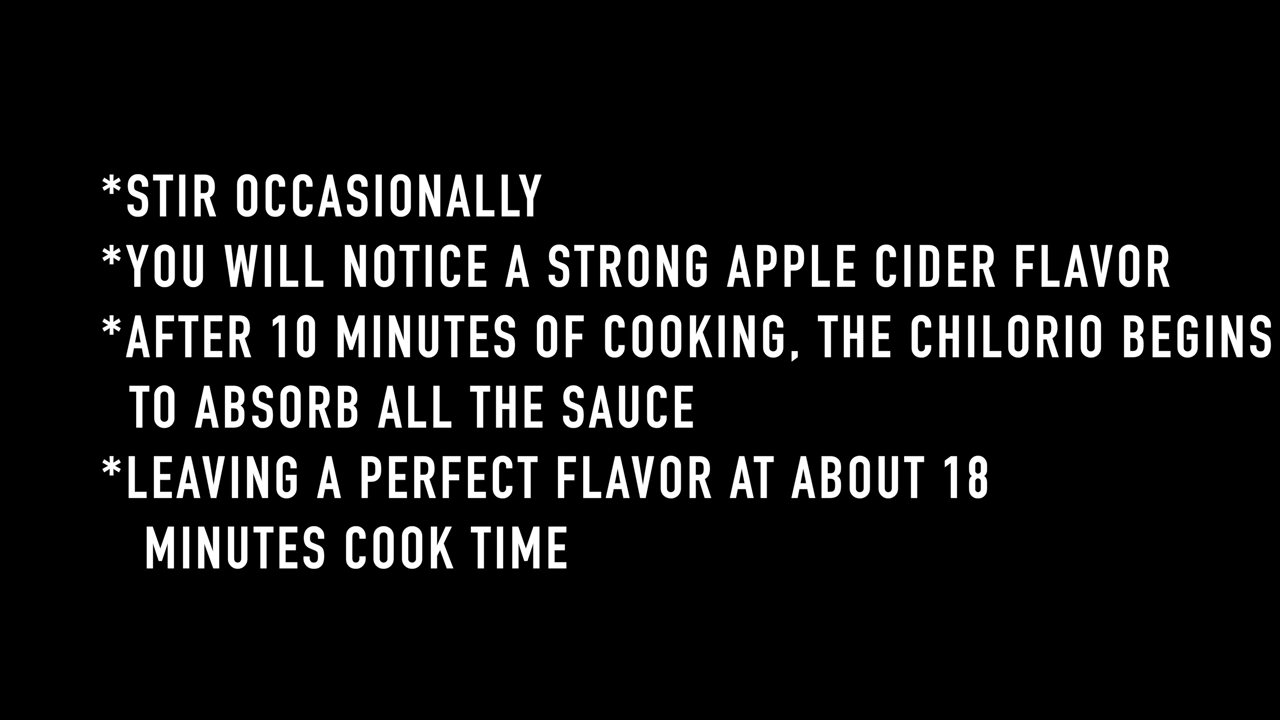 *STIR OCCASIONALLY
*YOU WILL NOTICE A STRONG APPLE CIDER FLAVOR
*AFTER 10 MINUTES OF COOKING, THE CHILORIO BEGINS
TO ABSORB ALL THE SAUCE
*LEAVING A PERFECT FLAVOR AT ABOUT 18
MINUTES COOK TIME